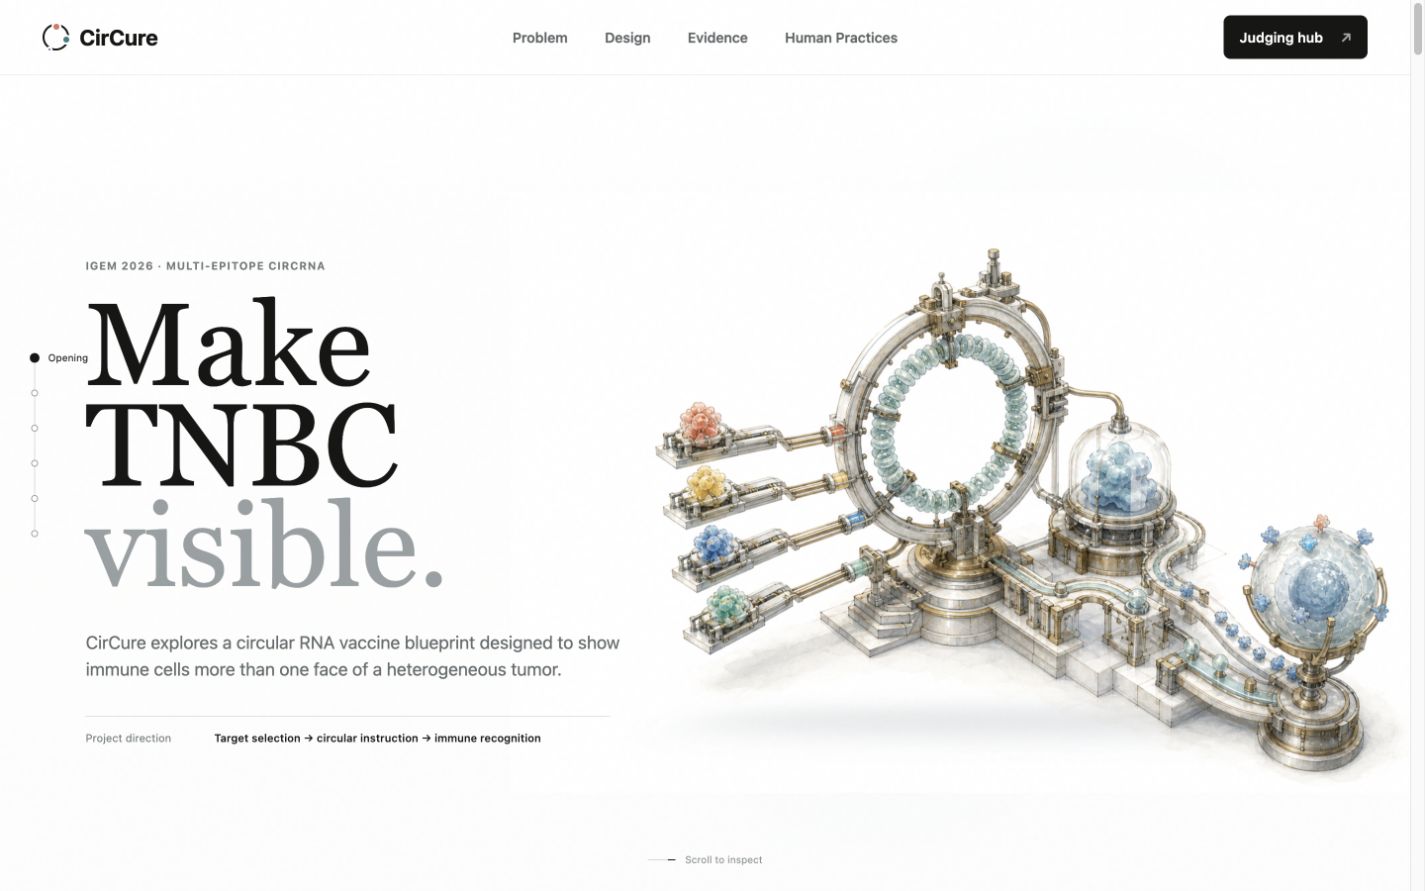 CirCure
Problem
Design
Evidence
Human Practices
Judging hub
IGEM 2026 · MULTI-EPITOPE CIRCRNA
Opening
Make
TNBC
visible.
CirCure explores a circular RNA vaccine blueprint designed to show
immune cells more than one face of a heterogeneous tumor.
Project direction
Target selection → circular instruction → immune recognition
Scroll to inspect